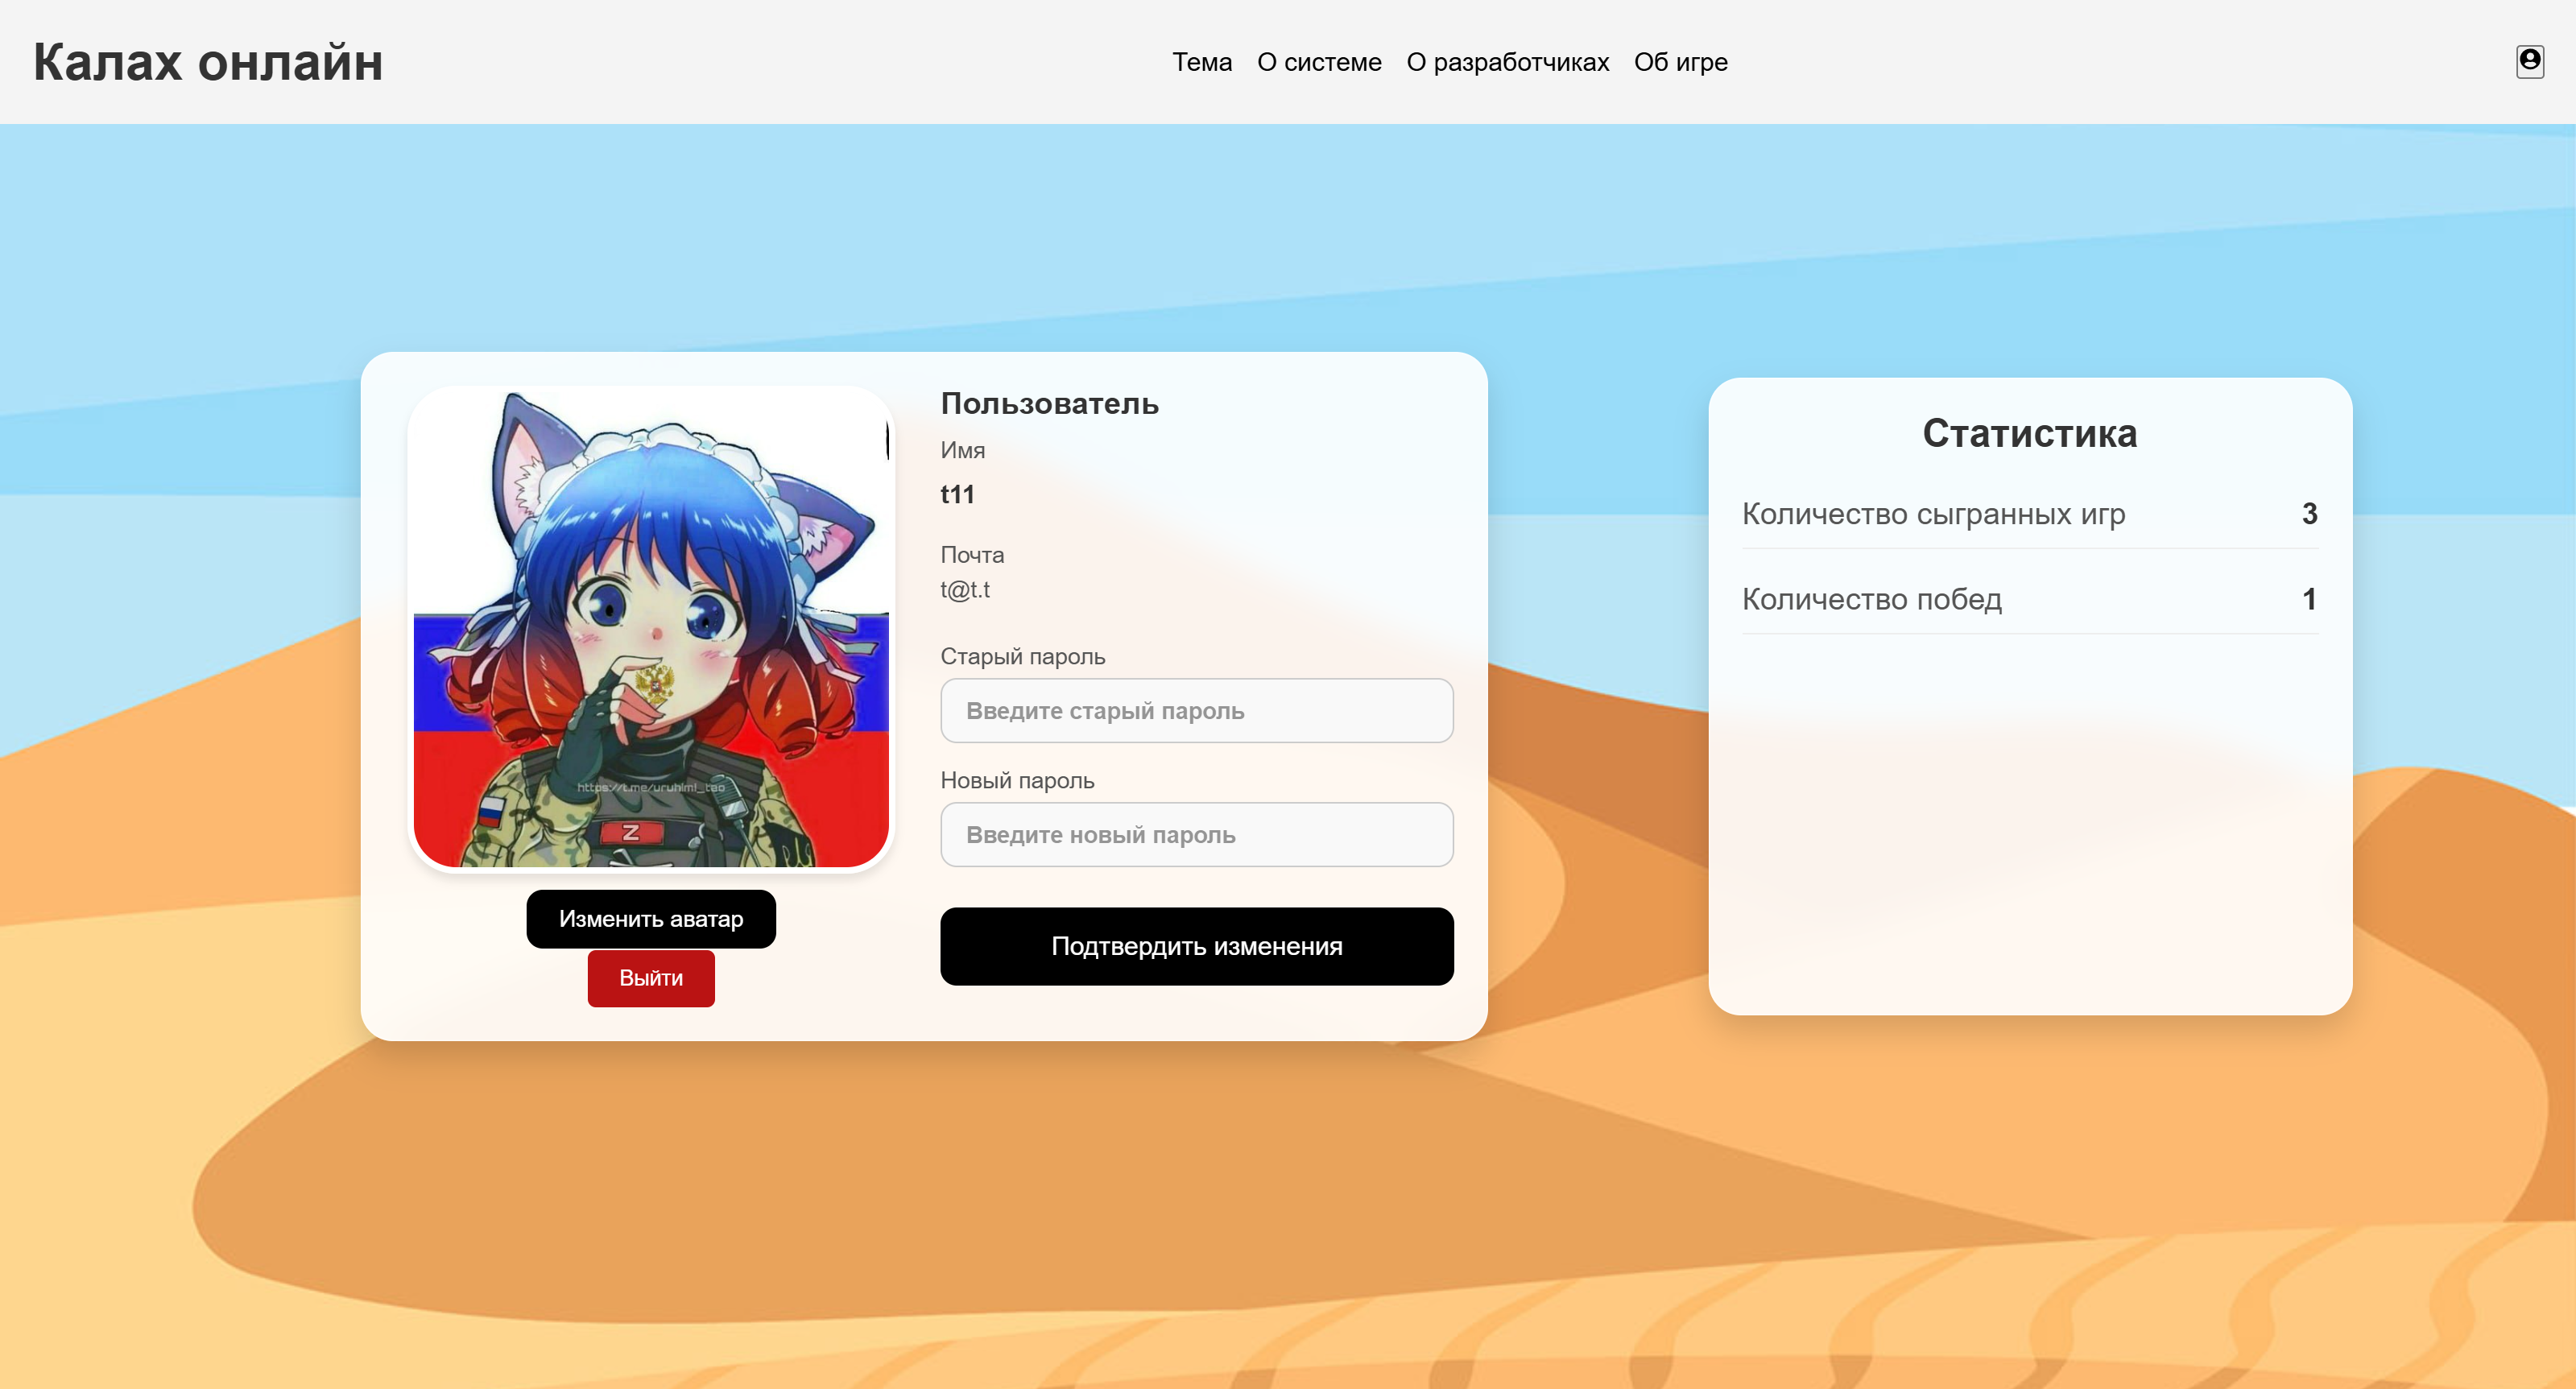 Калах онлайн
Тема О системе О разработчиках Об игре
Пользователь
Имя
t11
Почта
t@t.t
Старый пароль
Введите старый пароль
Новый пароль
Введите новый пароль
Подтвердить изменения
https://t.me/uruhimi_tao
Z
Изменить аватар
Выйти
Статистика
Количество сыгранных игр 3
Количество побед 1